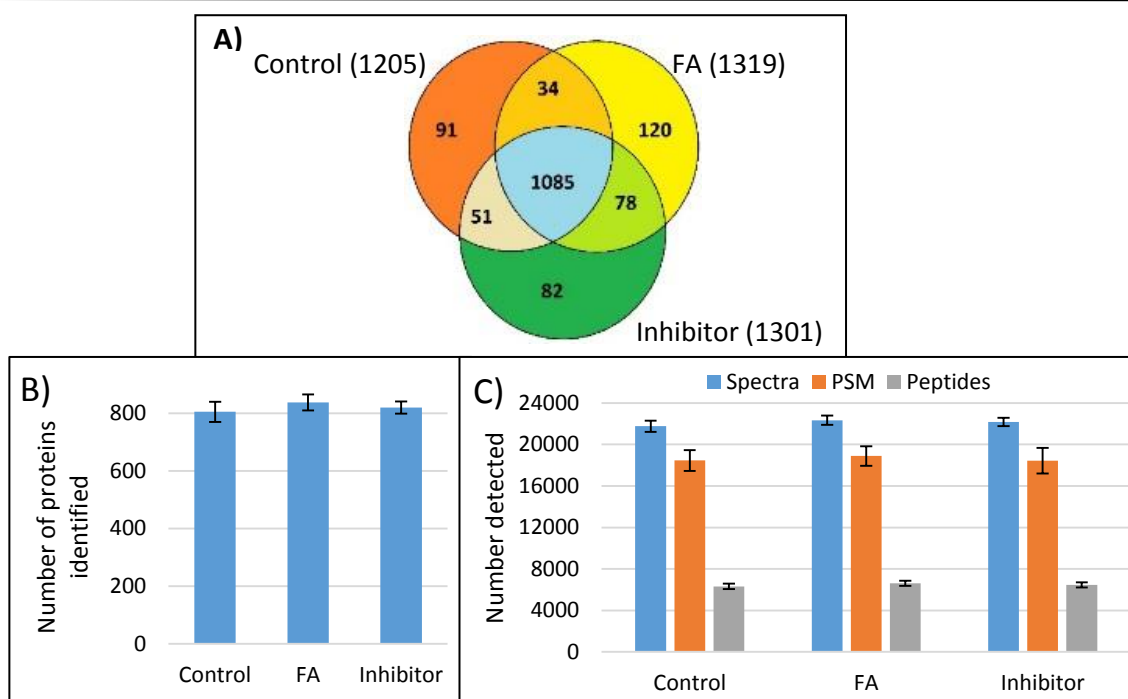 A)
Control (1205)
FA (1319)
34
91
120
1085
51
78
82
Inhibitor (1301)
B)
Number of proteins
identified
800
600
400
200
0
Control FA Inhibitor
C)
Spectra PSM Peptides
Number detected
24000
20000
16000
12000
8000
4000
0
Control FA Inhibitor